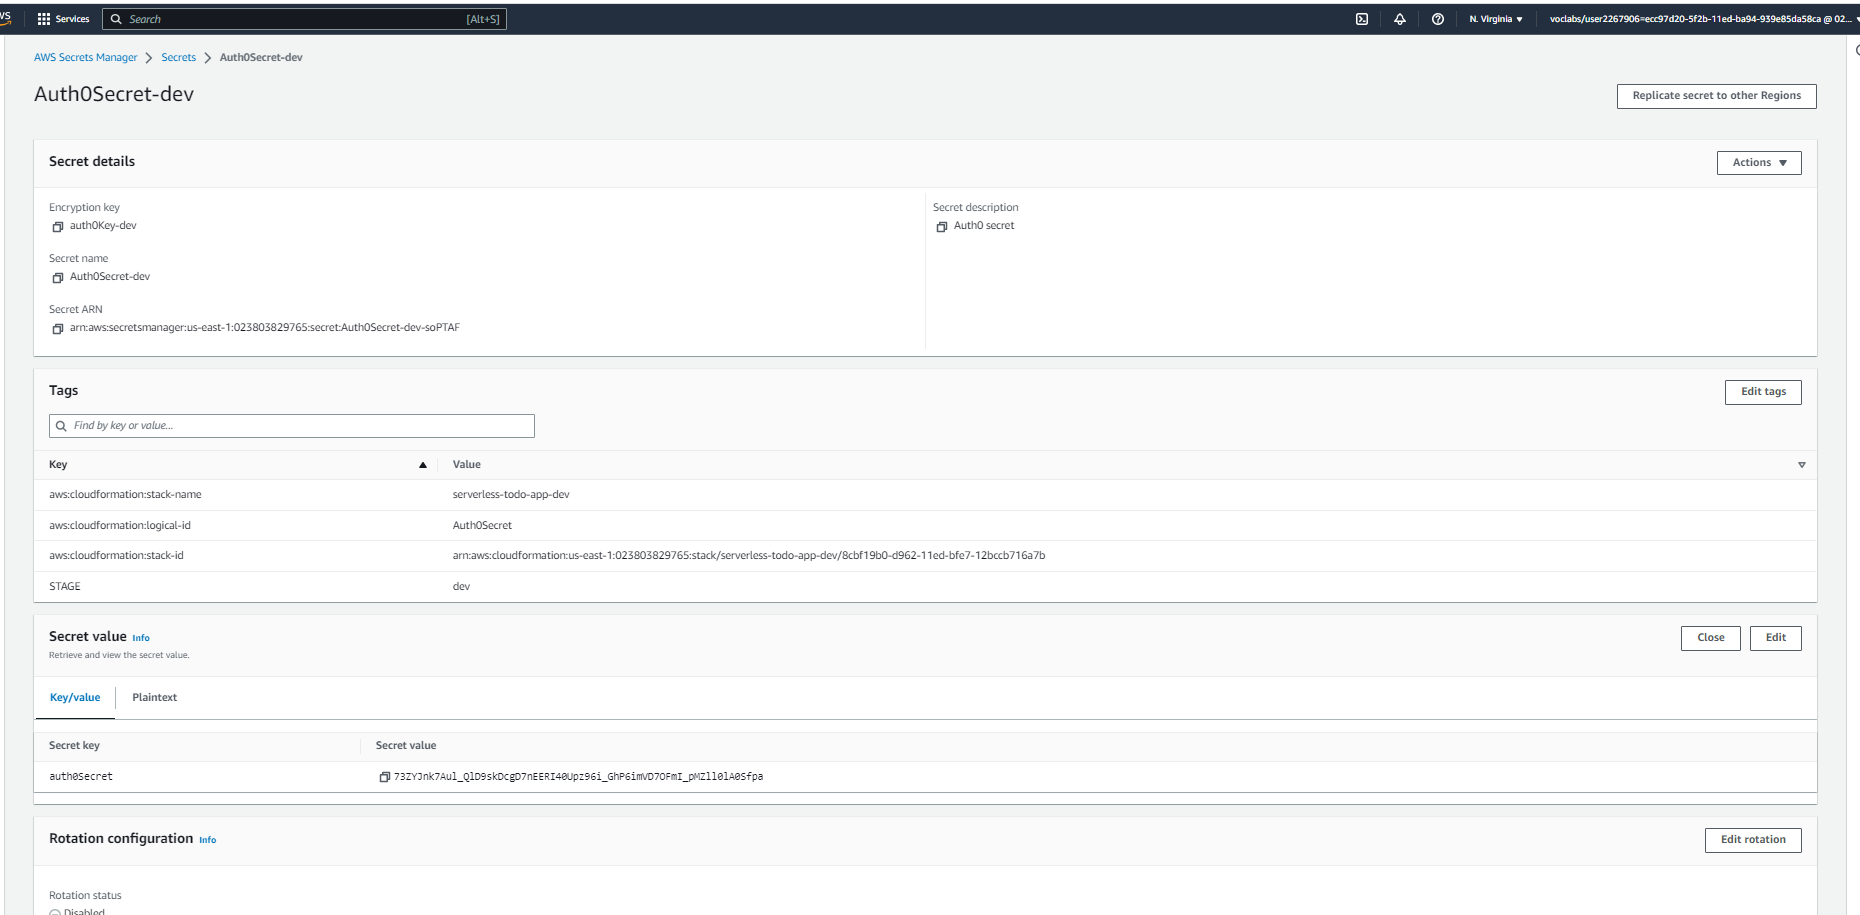 WS
Services
Search
[Alt+S]
N. Virginia
voclabs/user2267906=ecc97d20-5f2b-11ed-ba94-939e85da58ca @ 02...
AWS Secrets Manager
Secrets
Auth0Secret-dev
Auth0Secret-dev
Replicate secret to other Regions
Secret details
Actions
Encryption key
auth0Key-dev
Secret description
Auth0 secret
Secret name
Auth0Secret-dev
Secret ARN
arn:aws:secretsmanager:us-east-1:023803829765:secret:Auth0Secret-dev-soPTAF
Tags
Edit tags
Find by key or value...
Key
Value
aws:cloudformation:stack-name
serverless-todo-app-dev
aws:cloudformation:logical-id
Auth0Secret
aws:cloudformation:stack-id
arn:aws:cloudformation:us-east-1:023803829765:stack/serverless-todo-app-dev/8cbf19b0-d962-11ed-bfe7-12bccb716a7b
STAGE
dev
Secret value Info
Close
Edit
Retrieve and view the secret value.
Key/value
Plaintext
Secret key
Secret value
auth0Secret
73ZYJnk7Aul_QlD9skDcgD7nEERI40Upz96i_GhP6imVD7OFmI_pMZll0lA0Sfpa
Rotation configuration Info
Edit rotation
Rotation status
Disabled